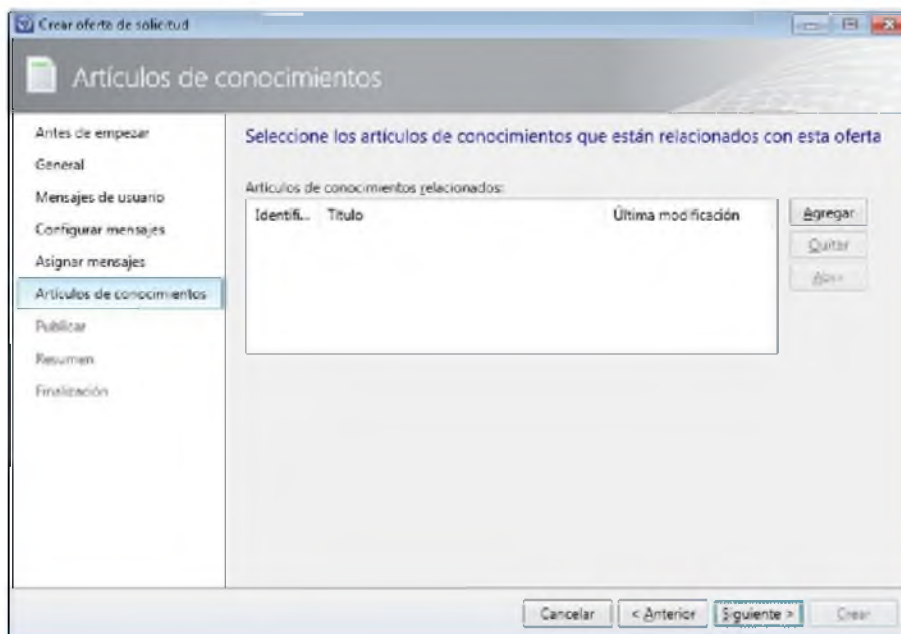 Crear oferta de solicitud
Artículos de conocimientos
Antes de empezar
General
Mensajes de usuario
Configurar mensajes
Asignar mensajes
Artículos de conocimientos
Publicar
Resumen
Finalización
Seleccione los artículos de conocimientos que están relacionados con esta oferta
Artículos de conocimientos relacionados:
Identifi... Título Última modificación
Agregar
Quitar
Abrir
Cancelar < Anterior Siguiente > Crear